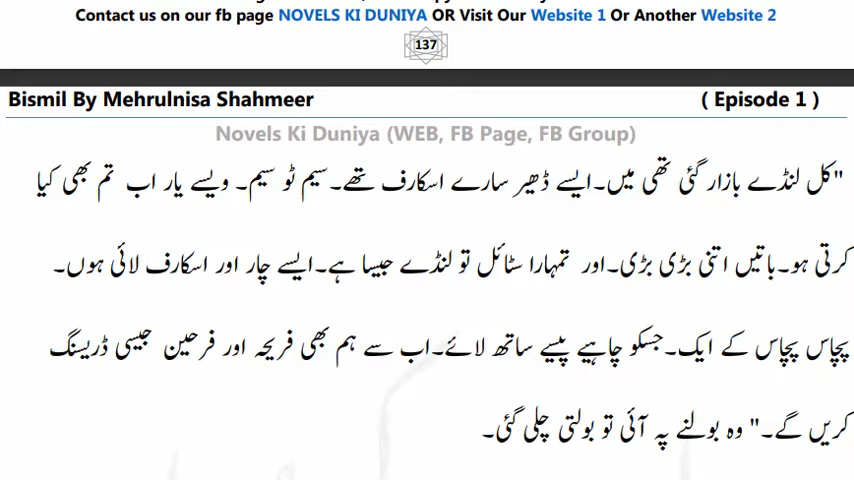 Contact us on our fb page NOVELS KI DUNIYA OR Visit Our Website 1 Or Another Website 2
137
Bismil By Mehrulnisa Shahmeer ( Episode 1 )
Novels Ki Duniya (WEB, FB Page, FB Group)
"کل لنڈے بازار گئی تھی میں۔ایسے ڈھیر سارے اسکارف تھے۔سیم ٹو سیم۔ ویسے یار اب تم بھی کیا
کرتی ہو۔باتیں اتنی بڑی بڑی۔اور تمہارا سٹائل تو لنڈے جیسا ہے۔ایسے چار اور اسکارف لائی ہوں۔
پچاس پچاس کے ایک۔جسکو چاہیے پیسے ساتھ لائے۔اب سے ہم بھی فریحہ اور فرحین جیسی ڈریسنگ
کریں گے۔" وہ بولنے پہ آئی تو بولتی چلی گئی۔